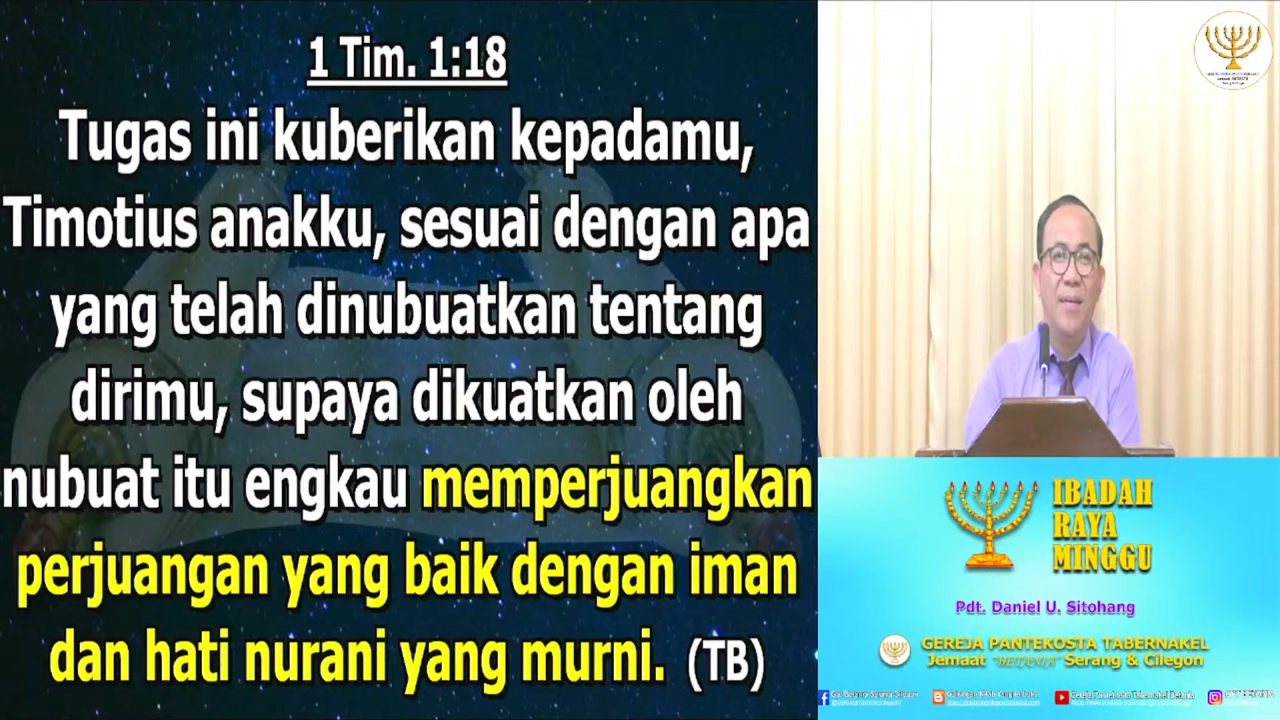 1 Tim. 1:18
Tugas ini kuberikan kepadamu,
Timotius anakku, sesuai dengan apa
yang telah dinubuatkan tentang
dirimu, supaya dikuatkan oleh
nubuat itu engkau memperjuangkan
perjuangan yang baik dengan iman
dan hati nurani yang murni. (TB)
IBADAH
RAYA
MINGGU
Pdt. Daniel U. Sitohang
GEREJA PANTEKOSTA TABERNAKEL
Jemaat "BETANIA" Serang & Cilegon